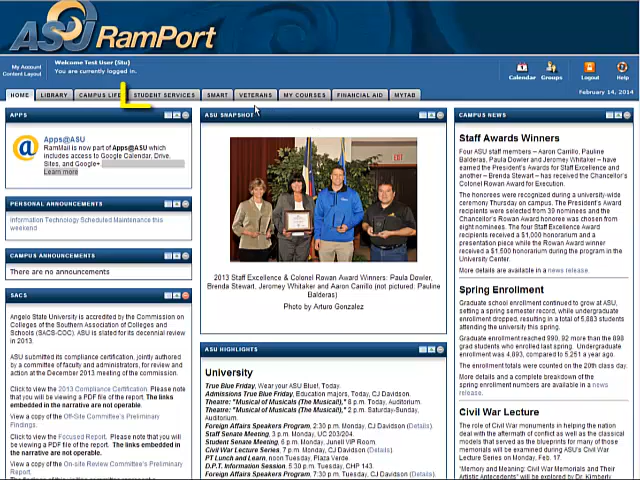 ASU RamPort
My Account
Content Layout
Welcome Test User (Stu)
You are currently logged in.
Calendar Groups Logout Help
HOME LIBRARY CAMPUS LIFE STUDENT SERVICES SMART VETERANS MY COURSES FINANCIAL AID MYTAB
February 14, 2014
APPS
Apps@ASU
RamMail is now part of Apps@ASU which
includes access to Google Calendar, Drive,
Sites, and Google+
Learn more
PERSONAL ANNOUNCEMENTS
Information Technology Scheduled Maintenance this
weekend
CAMPUS ANNOUNCEMENTS
There are no announcements
SACS
Angelo State University is accredited by the Commission on
Colleges of the Southern Association of Colleges and
Schools (SACS-COC). ASU is slated for its decennial review
in 2013.
ASU submitted its compliance certification, jointly authored
by a committee of faculty and administrators, for review and
action at the December 2013 meeting of the commission.
Click to view the 2013 Compliance Certification. Please note
that you will be viewing a PDF file of the report. The links
embedded in the narrative are not operable.
View a copy of the Off-Site Committee's Preliminary
Findings.
Click to view the Focused Report. Please note that you will
be viewing a PDF file of the report. The links embedded in
the narrative are not operable.
View a copy of the On-site Review Committee's Preliminary
Report.
ASU SNAPSHOT
2013 Staff Excellence & Colonel Rowan Award Winners: Paula Dowler,
Brenda Stewart, Jeromey Whitaker and Aaron Carrillo (not pictured: Pauline
Balderas)
Photo by Arturo Gonzalez
ASU HIGHLIGHTS
University
True Blue Friday, Wear your ASU Blue!, Today.
Admissions True Blue Friday, Education majors, Today, CJ Davidson.
Theatre: "Musical of Musicals (The Musical)," 8 p.m. Today, Auditorium.
Theatre: "Musical of Musicals (The Musical)," 2 p.m. Saturday-Sunday,
Auditorium.
Foreign Affairs Speakers Program, 2:30 p.m. Monday, CJ Davidson (Details).
Staff Senate Meeting, 3 p.m. Monday, UC 203/204.
Student Senate Meeting, 6 p.m. Monday, Junell VIP Room.
Civil War Lecture Series, 7 p.m. Monday, CJ Davidson (Details).
PT Lunch and Learn, noon Tuesday, Plaza Verde.
D.P.T. Information Session, 5:30 p.m. Tuesday, CHP 143.
Foreign Affairs Speakers Program, 7:30 p.m. Tuesday, CJ Davidson (Details).
CAMPUS NEWS
Staff Awards Winners
Four ASU staff members – Aaron Carrillo, Pauline
Balderas, Paula Dowler and Jeromey Whitaker – have
earned the President's Awards for Staff Excellence and
another – Brenda Stewart – has received the Chancellor's
Colonel Rowan Award for Execution.
The honorees were recognized during a university-wide
ceremony Thursday on campus. The President's Award
recipients were selected from 39 nominees and the
Chancellor's Rowan Award honoree was chosen from
eight nominees. The four Staff Excellence Award
recipients received a $1,000 honorarium and a
presentation piece while the Rowan Award winner
received a $1,500 honorarium during the program in the
University Center.
More details are available in a news release.
Spring Enrollment
Graduate school enrollment continued to grow at ASU,
setting a spring semester record, while undergraduate
enrollment dropped, resulting in a total of 5,883 students
attending the university this spring.
Graduate enrollment reached 990, 92 more than the 898
grad students who enrolled last spring. Undergraduate
enrollment was 4,893, compared to 5,251 a year ago.
The enrollment totals were counted on the 20th class day.
More details and a complete breakdown of the
spring enrollment numbers are available in a news
release.
Civil War Lecture
The role of Civil War monuments in helping the nation
deal with the aftermath of conflict as well as the classical
models that served as the blueprints for many of those
memorials will be examined during ASU's Civil War
Lecture Series on Monday, Feb. 17.
"Memory and Meaning: Civil War Memorials and Their
Artistic Antecedents" will be explored by Dr. Kimberly